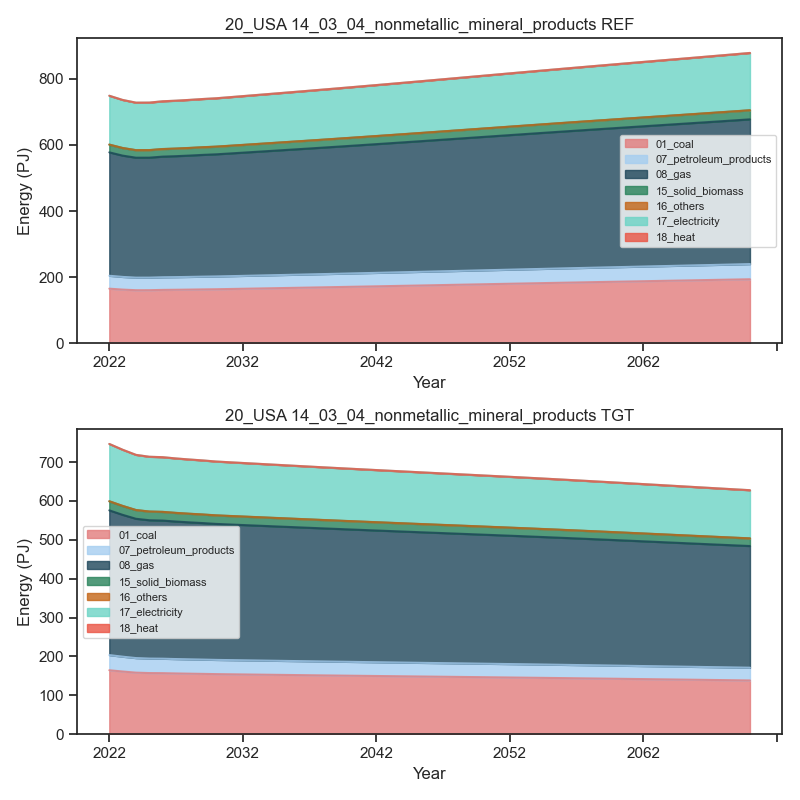 20_USA 14_03_04_nonmetallic_mineral_products REF
Energy (PJ)
800
600
400
200
0
01_coal
07_petroleum_products
08_gas
15_solid_biomass
16_others
17_electricity
18_heat
2022 2032 2042 2052 2062
Year
20_USA 14_03_04_nonmetallic_mineral_products TGT
Energy (PJ)
700
600
500
400
300
200
100
0
01_coal
07_petroleum_products
08_gas
15_solid_biomass
16_others
17_electricity
18_heat
2022 2032 2042 2052 2062
Year